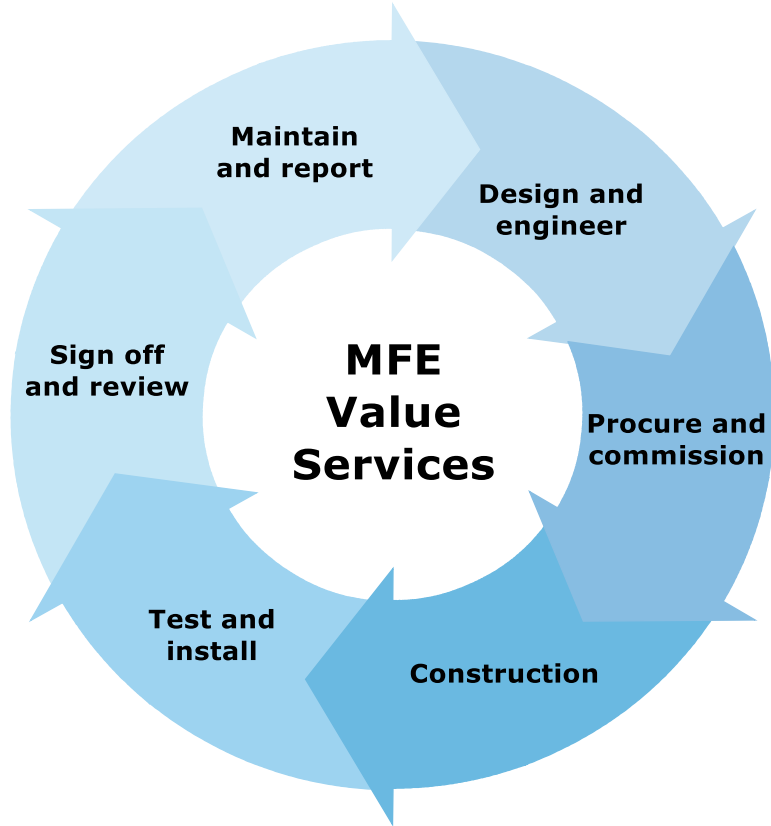 Maintain
and report
Design and
engineer
Sign off
and review
MFE
Value
Services
Procure and
commission
Test and
install
Construction